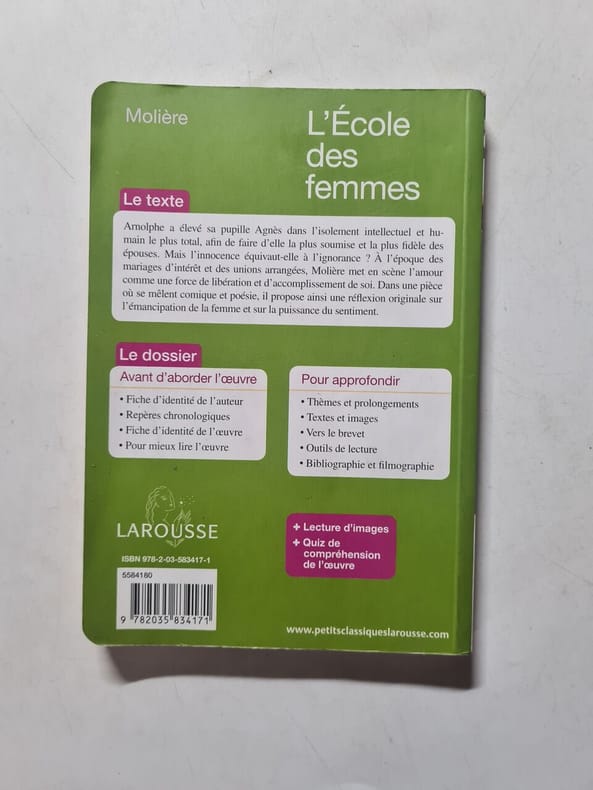 Molière
L'École
des
femmes
Le texte
Arnolphe a élevé sa pupille Agnès dans l'isolement intellectuel et hu-
main le plus total, afin de faire d'elle la plus soumise et la plus fidèle des
épouses. Mais l'innocence équivaut-elle à l'ignorance ? À l'époque des
mariages d'intérêt et des unions arrangées, Molière met en scène l'amour
comme une force de libération et d'accomplissement de soi. Dans une pièce
où se mêlent comique et poésie, il propose ainsi une réflexion originale sur
l'émancipation de la femme et sur la puissance du sentiment.
Le dossier
Avant d'aborder l'œuvre
• Fiche d'identité de l'auteur
• Repères chronologiques
• Fiche d'identité de l'œuvre
• Pour mieux lire l'œuvre
Pour approfondir
• Thèmes et prolongements
• Textes et images
• Vers le brevet
• Outils de lecture
• Bibliographie et filmographie
LAROUSSE
ISBN 978-2-03-583417-1
5584180
9 782035 834171
+ Lecture d'images
+ Quiz de
compréhension
de l'œuvre
www.petitsclassiqueslarousse.com